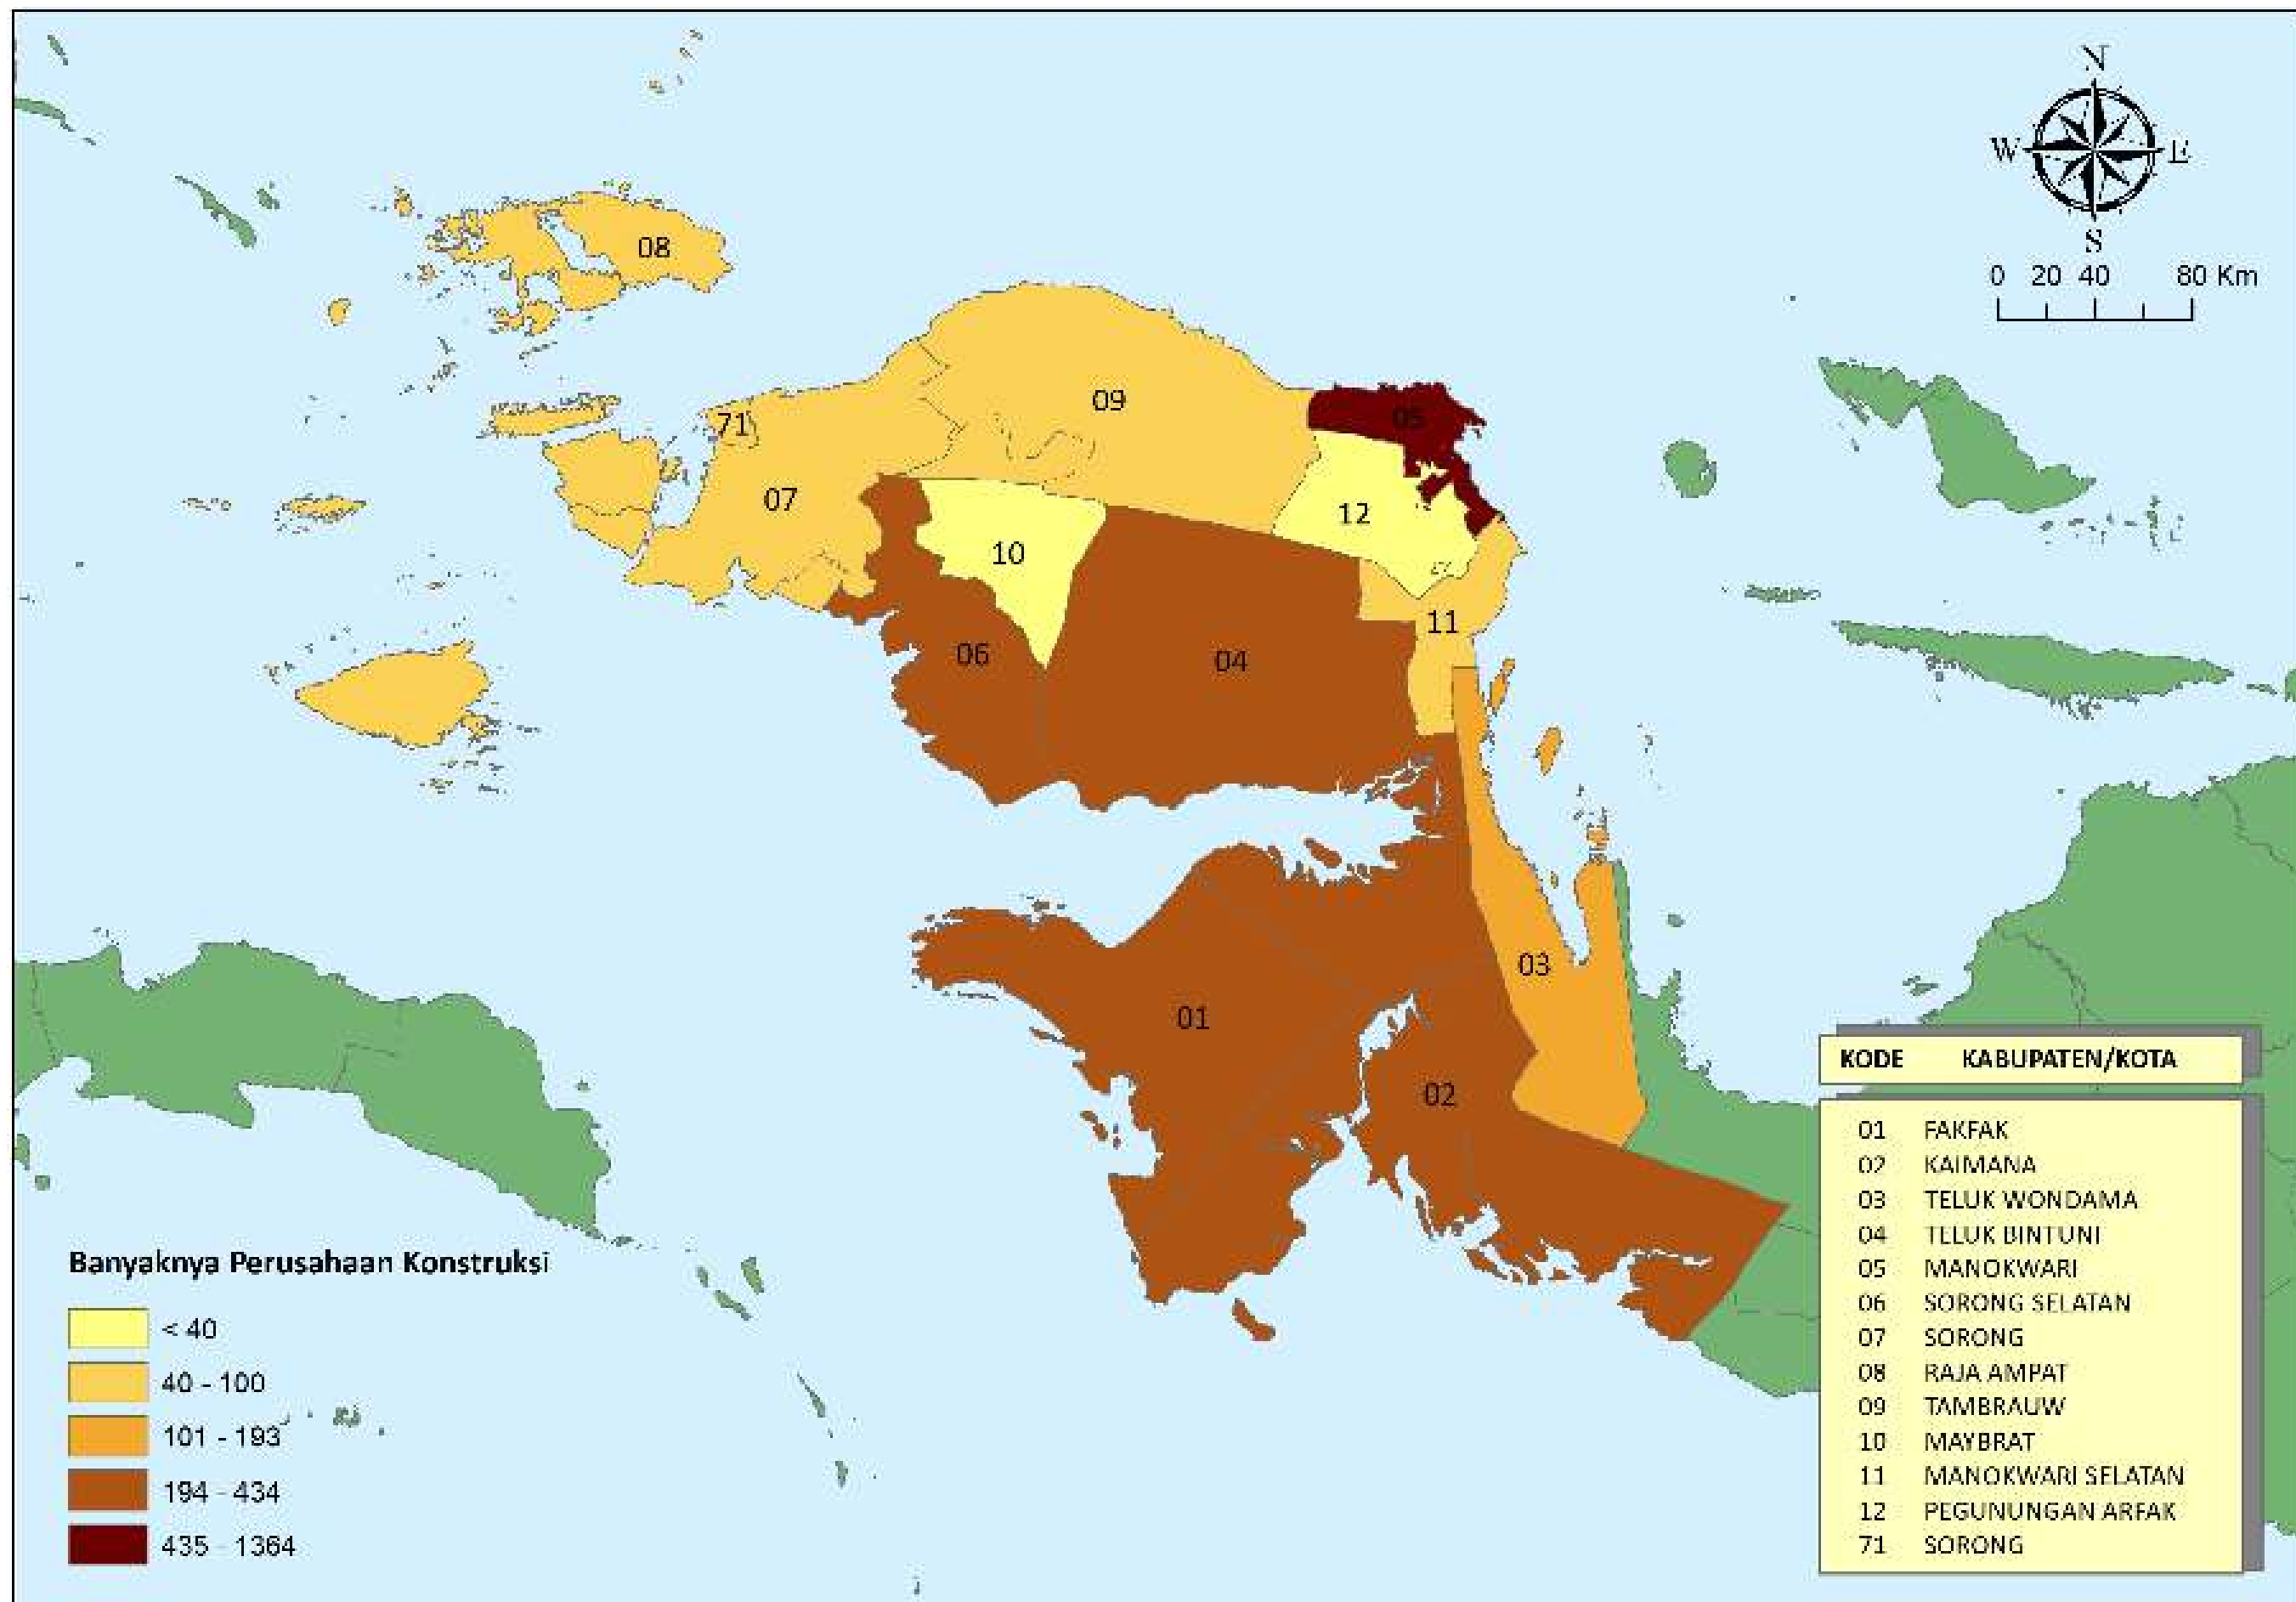 N
W E
S
0 20 40 80 Km
08
09
05
71
07
12
10
11
06
04
03
01
02
KODE KABUPATEN/KOTA
01 FAKFAK
02 KAIMANA
03 TELUK WONDAMA
04 TELUK BINTUNI
05 MANOKWARI
06 SORONG SELATAN
07 SORONG
08 RAJA AMPAT
09 TAMBRAUW
10 MAYBRAT
11 MANOKWARI SELATAN
12 PEGUNUNGAN ARFAK
71 SORONG
Banyaknya Perusahaan Konstruksi
< 40
40 - 100
101 - 193
194 - 434
435 - 1364